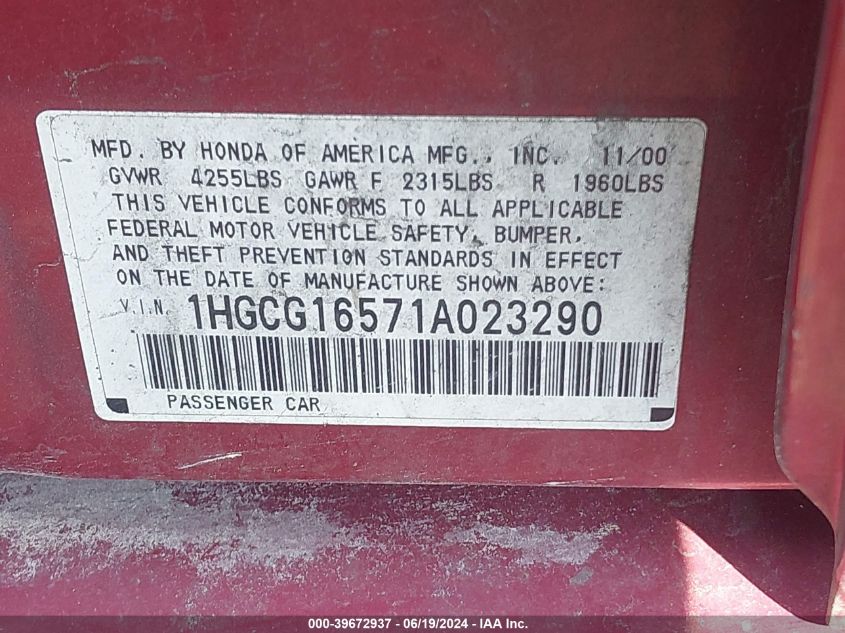 MFD. BY HONDA OF AMERICA MFG., INC. 11/00
GVWR 4255LBS GAWR F 2315LBS R 1960LBS
THIS VEHICLE CONFORMS TO ALL APPLICABLE
FEDERAL MOTOR VEHICLE SAFETY, BUMPER,
AND THEFT PREVENTION STANDARDS IN EFFECT
ON THE DATE OF MANUFACTURE SHOWN ABOVE:
V.I.N. 1HGCG16571A023290
PASSENGER CAR
000-39672937 - 06/19/2024 - IAA Inc.